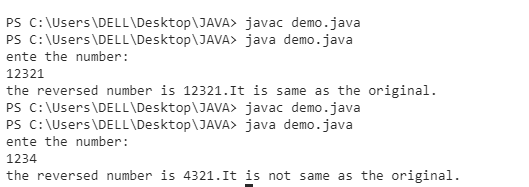 PS C:\Users\DELL\Desktop\JAVA> javac demo.java
PS C:\Users\DELL\Desktop\JAVA> java demo.java
ente the number:
12321
the reversed number is 12321.It is same as the original.
PS C:\Users\DELL\Desktop\JAVA> javac demo.java
PS C:\Users\DELL\Desktop\JAVA> java demo.java
ente the number:
1234
the reversed number is 4321.It is not same as the original.